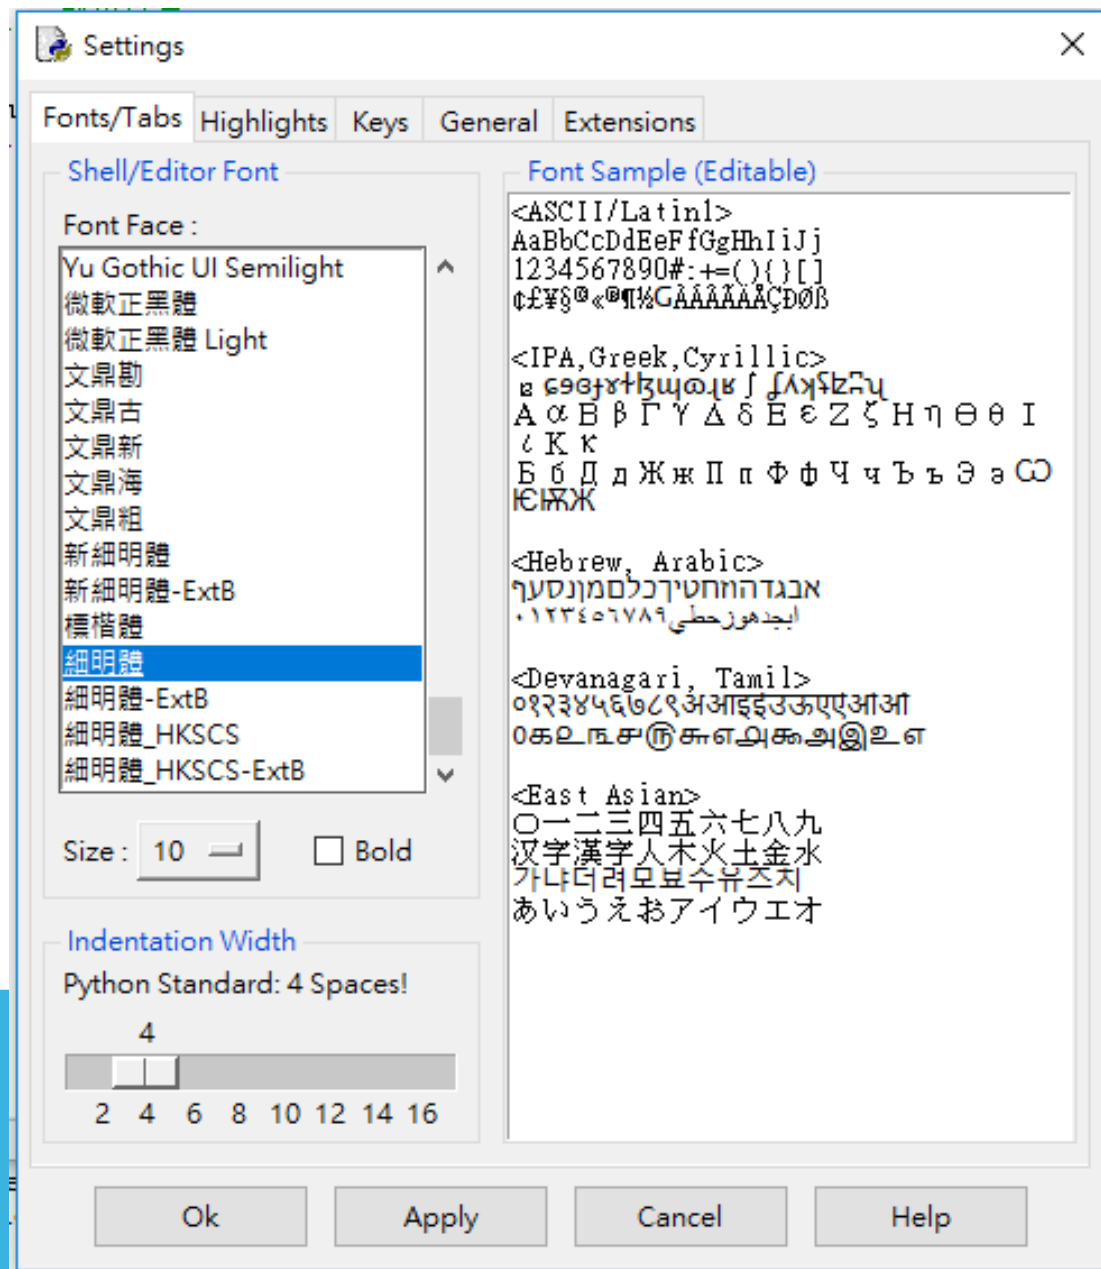 Settings
Fonts/Tabs Highlights Keys General Extensions
Shell/Editor Font
Font Face :
Yu Gothic UI Semilight
微軟正黑體
微軟正黑體 Light
文鼎勘
文鼎古
文鼎新
文鼎海
文鼎粗
新細明體
新細明體-ExtB
標楷體
細明體
細明體-ExtB
細明體_HKSCS
細明體_HKSCS-ExtB
Size : 10
Bold
Indentation Width
Python Standard: 4 Spaces!
4
2 4 6 8 10 12 14 16
Font Sample (Editable)
<ASCII/Latin1>
AaBbCcDdEeFfGgHhIiJj
1234567890#:+=(){}[]
¢£¥§©«®¶½ĞÀÁÂÃÄÅÇÐØß
<IPA,Greek,Cyrillic>
Α α Β β Γ γ Δ δ Ε ε Ζ ζ Η η Θ θ Ι
ι Κ κ
Б б Д д Ж ж П п Ф ф Ч ч Ъ ъ Э э Ѡ
<Hebrew, Arabic>
אבגדהוזחטיךכלםמןנסעף
ابجدهوزحطي٠١٢٣٤٥٦٧٨٩
<Devanagari, Tamil>
०१२३४५६७८९अआइईउऊएऐओऔ
<East Asian>
〇一二三四五六七八九
汉字漢字人木火土金水
가냐더려모뵤수유즈지
あいうえおアイウエオ
Ok
Apply
Cancel
Help